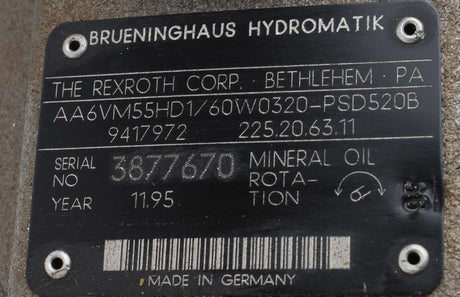 BRUENINGHAUS HYDROMATIK
THE REXROTH CORP. · BETHLEHEM · PA
AA6VM55HD1/60W0320-PSD520B
9417972 225.20.63.11
SERIAL NO 3877670 MINERAL OIL
YEAR 11.95 ROTA-TION
MADE IN GERMANY